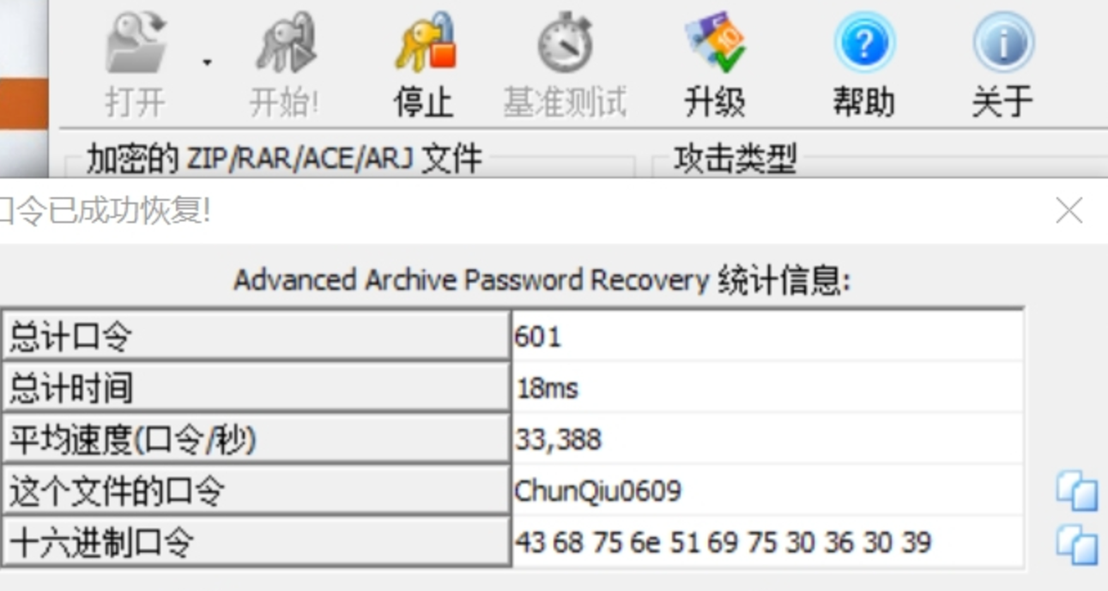 打开 开始! 停止 基准测试 升级 帮助 关于
加密的 ZIP/RAR/ACE/ARJ 文件 攻击类型
口令已成功恢复!
Advanced Archive Password Recovery 统计信息:
总计口令 601
总计时间 18ms
平均速度(口令/秒) 33,388
这个文件的口令 ChunQiu0609
十六进制口令 43 68 75 6e 51 69 75 30 36 30 39